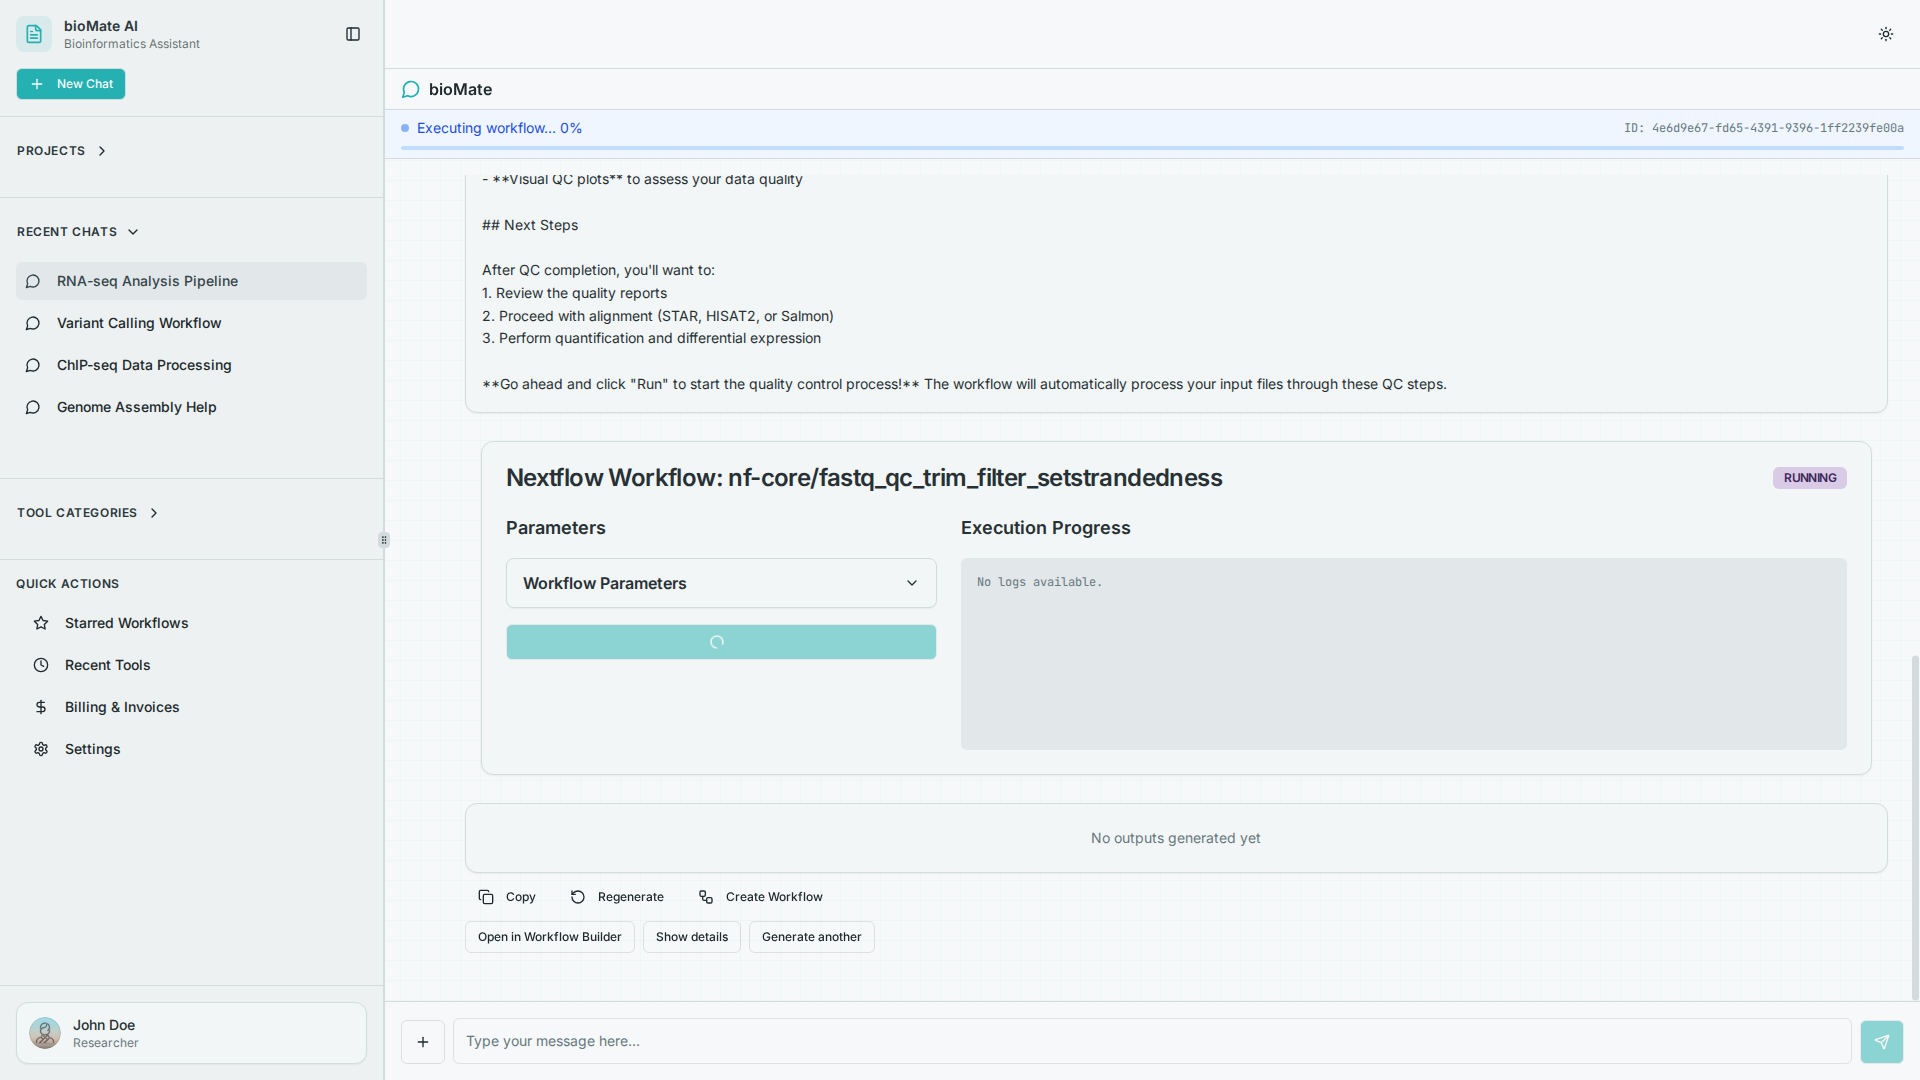 bioMate AI
Bioinformatics Assistant
New Chat
PROJECTS
RECENT CHATS
RNA-seq Analysis Pipeline
Variant Calling Workflow
ChIP-seq Data Processing
Genome Assembly Help
TOOL CATEGORIES
QUICK ACTIONS
Starred Workflows
Recent Tools
Billing & Invoices
Settings
John Doe
Researcher
bioMate
Executing workflow... 0%
ID: 4e6d9e67-fd65-4391-9396-1ff2239fe00a
- **Visual QC plots** to assess your data quality
## Next Steps
After QC completion, you'll want to:
1. Review the quality reports
2. Proceed with alignment (STAR, HISAT2, or Salmon)
3. Perform quantification and differential expression
**Go ahead and click "Run" to start the quality control process!** The workflow will automatically process your input files through these QC steps.
Nextflow Workflow: nf-core/fastq_qc_trim_filter_setstrandedness
RUNNING
Parameters
Workflow Parameters
Execution Progress
No logs available.
No outputs generated yet
Copy
Regenerate
Create Workflow
Open in Workflow Builder
Show details
Generate another
Type your message here...